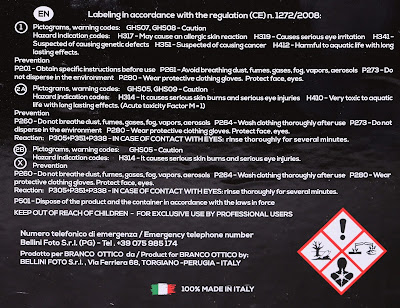 EN Labeling in accordance with the regulation (CE) n. 1272/2008:
1 Pictograms, warning codes: GHS07, GHS08 - Caution
Hazard indication codes: H317 - May cause an allergic skin reaction H319 - Causes serious eye irritation H341 -
Suspected of causing genetic defects H351 - Suspected of causing cancer H412 - Harmful to aquatic life with long
lasting effects.
Prevention
P201 - Obtain specific instructions before use P261 - Avoid breathing dust, fumes, gases, fog, vapors, aerosols P273 - Do
not disperse in the environment P280 - Wear protective clothing gloves. Protect face, eyes.
2A Pictograms, warning codes: GHS05, GHS09 - Caution
Hazard indication codes: H314 - It causes serious skin burns and serious eye injuries H410 - Very toxic to aquatic
life with long lasting effects. (Acute toxicity Factor M=1)
Prevention
P260 - Do not breathe dust, fumes, gases, fog, vapors, aerosols P264 - Wash clothing thoroughly after use P273 - Do not
disperse in the environment P280 - Wear protective clothing gloves. Protect face, eyes.
Reaction: P305+P351+P338 - IN CASE OF CONTACT WITH EYES: rinse thoroughly for several minutes.
2B Pictograms, warning codes: GHS05 - Caution
Hazard indication codes: H314 - It causes serious skin burns and serious eye injuries.
X Prevention
P260 - Do not breathe dust, fumes, gases, fog, vapors, aerosols P264 - Wash clothing thoroughly after use P280 - Wear
protective clothing gloves. Protect face, eyes.
Reaction: P305+P351+P338 - IN CASE OF CONTACT WITH EYES: rinse thoroughly for several minutes.
P501 - Dispose of the product and the container in accordance with the laws in force
KEEP OUT OF REACH OF CHILDREN - FOR EXCLUSIVE USE BY PROFESSIONAL USERS
Numero telefonico di emergenza / Emergency telephone number
Bellini Foto S.r.l. (PG) - Tel. +39 075 985 174
Prodotto per BRANCO OTTICO da / Product for BRANCO OTTICO by:
BELLINI FOTO S.r.l. , Via Ferriera 68, TORGIANO - PERUGIA - ITALY
100% MADE IN ITALY